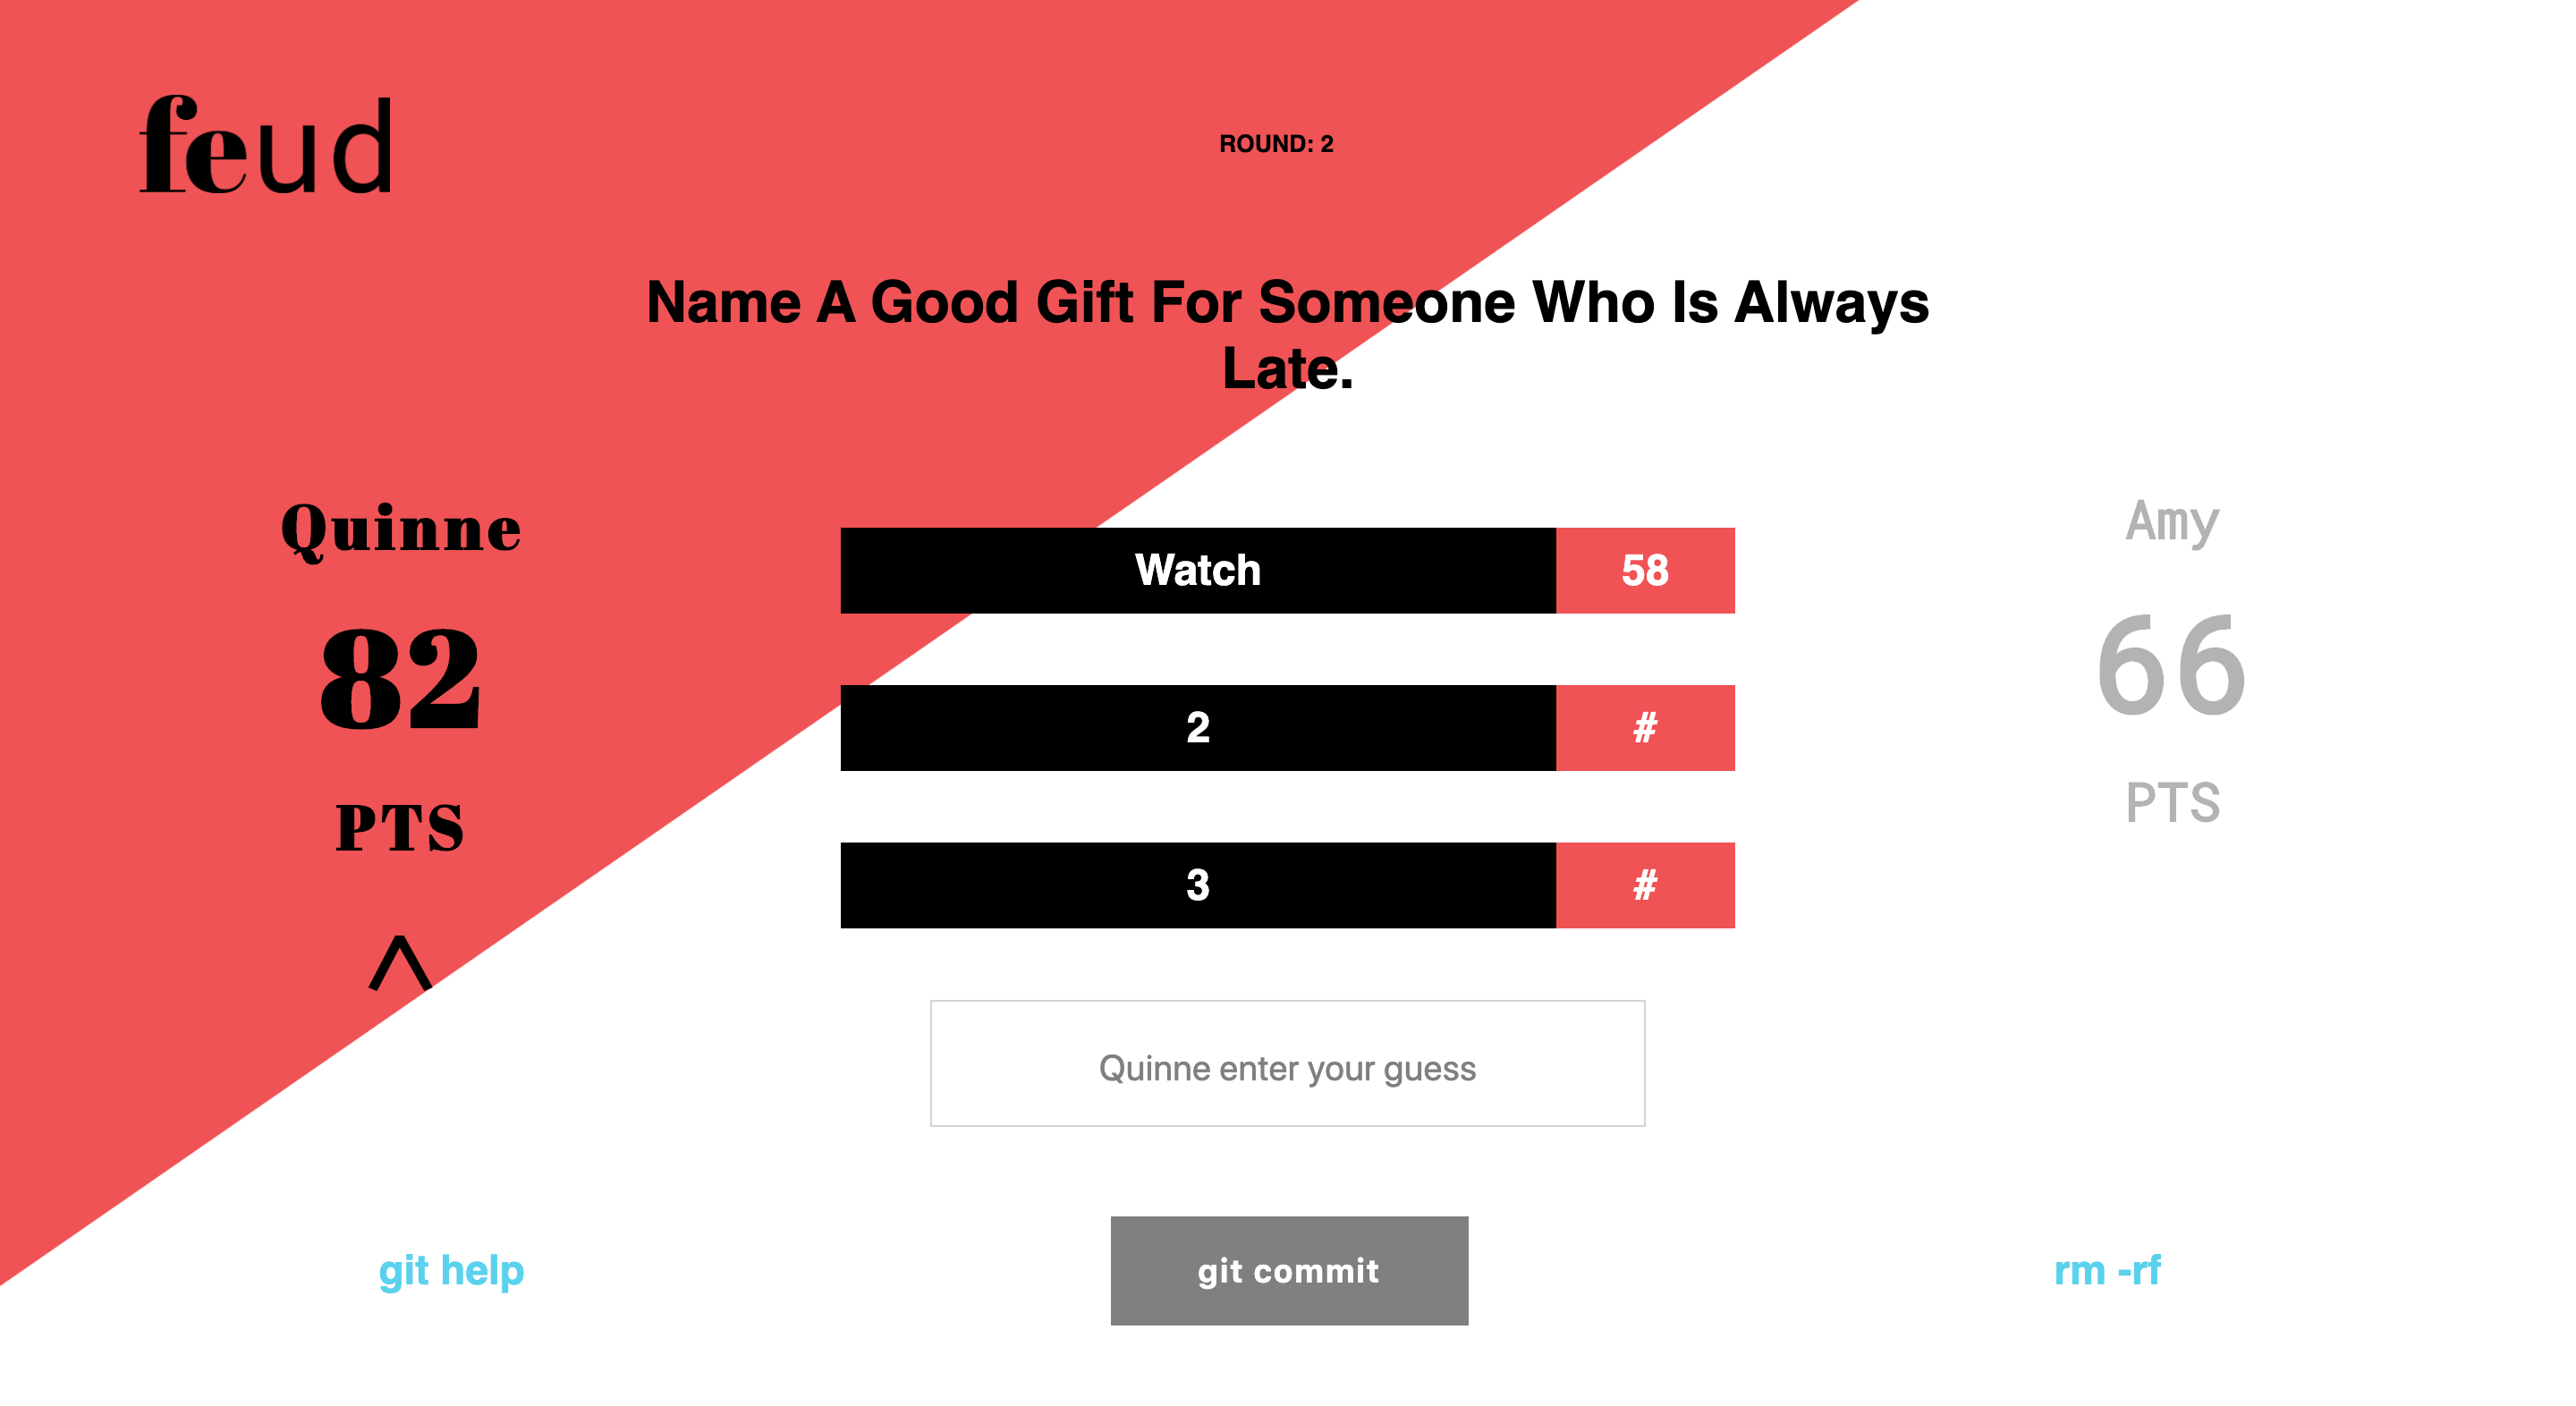 feud
ROUND: 2
Name A Good Gift For Someone Who Is Always
Late.
Quinne
82
PTS
^
Watch 58
2 #
3 #
Amy
66
PTS
Quinne enter your guess
git help
git commit
rm -rf